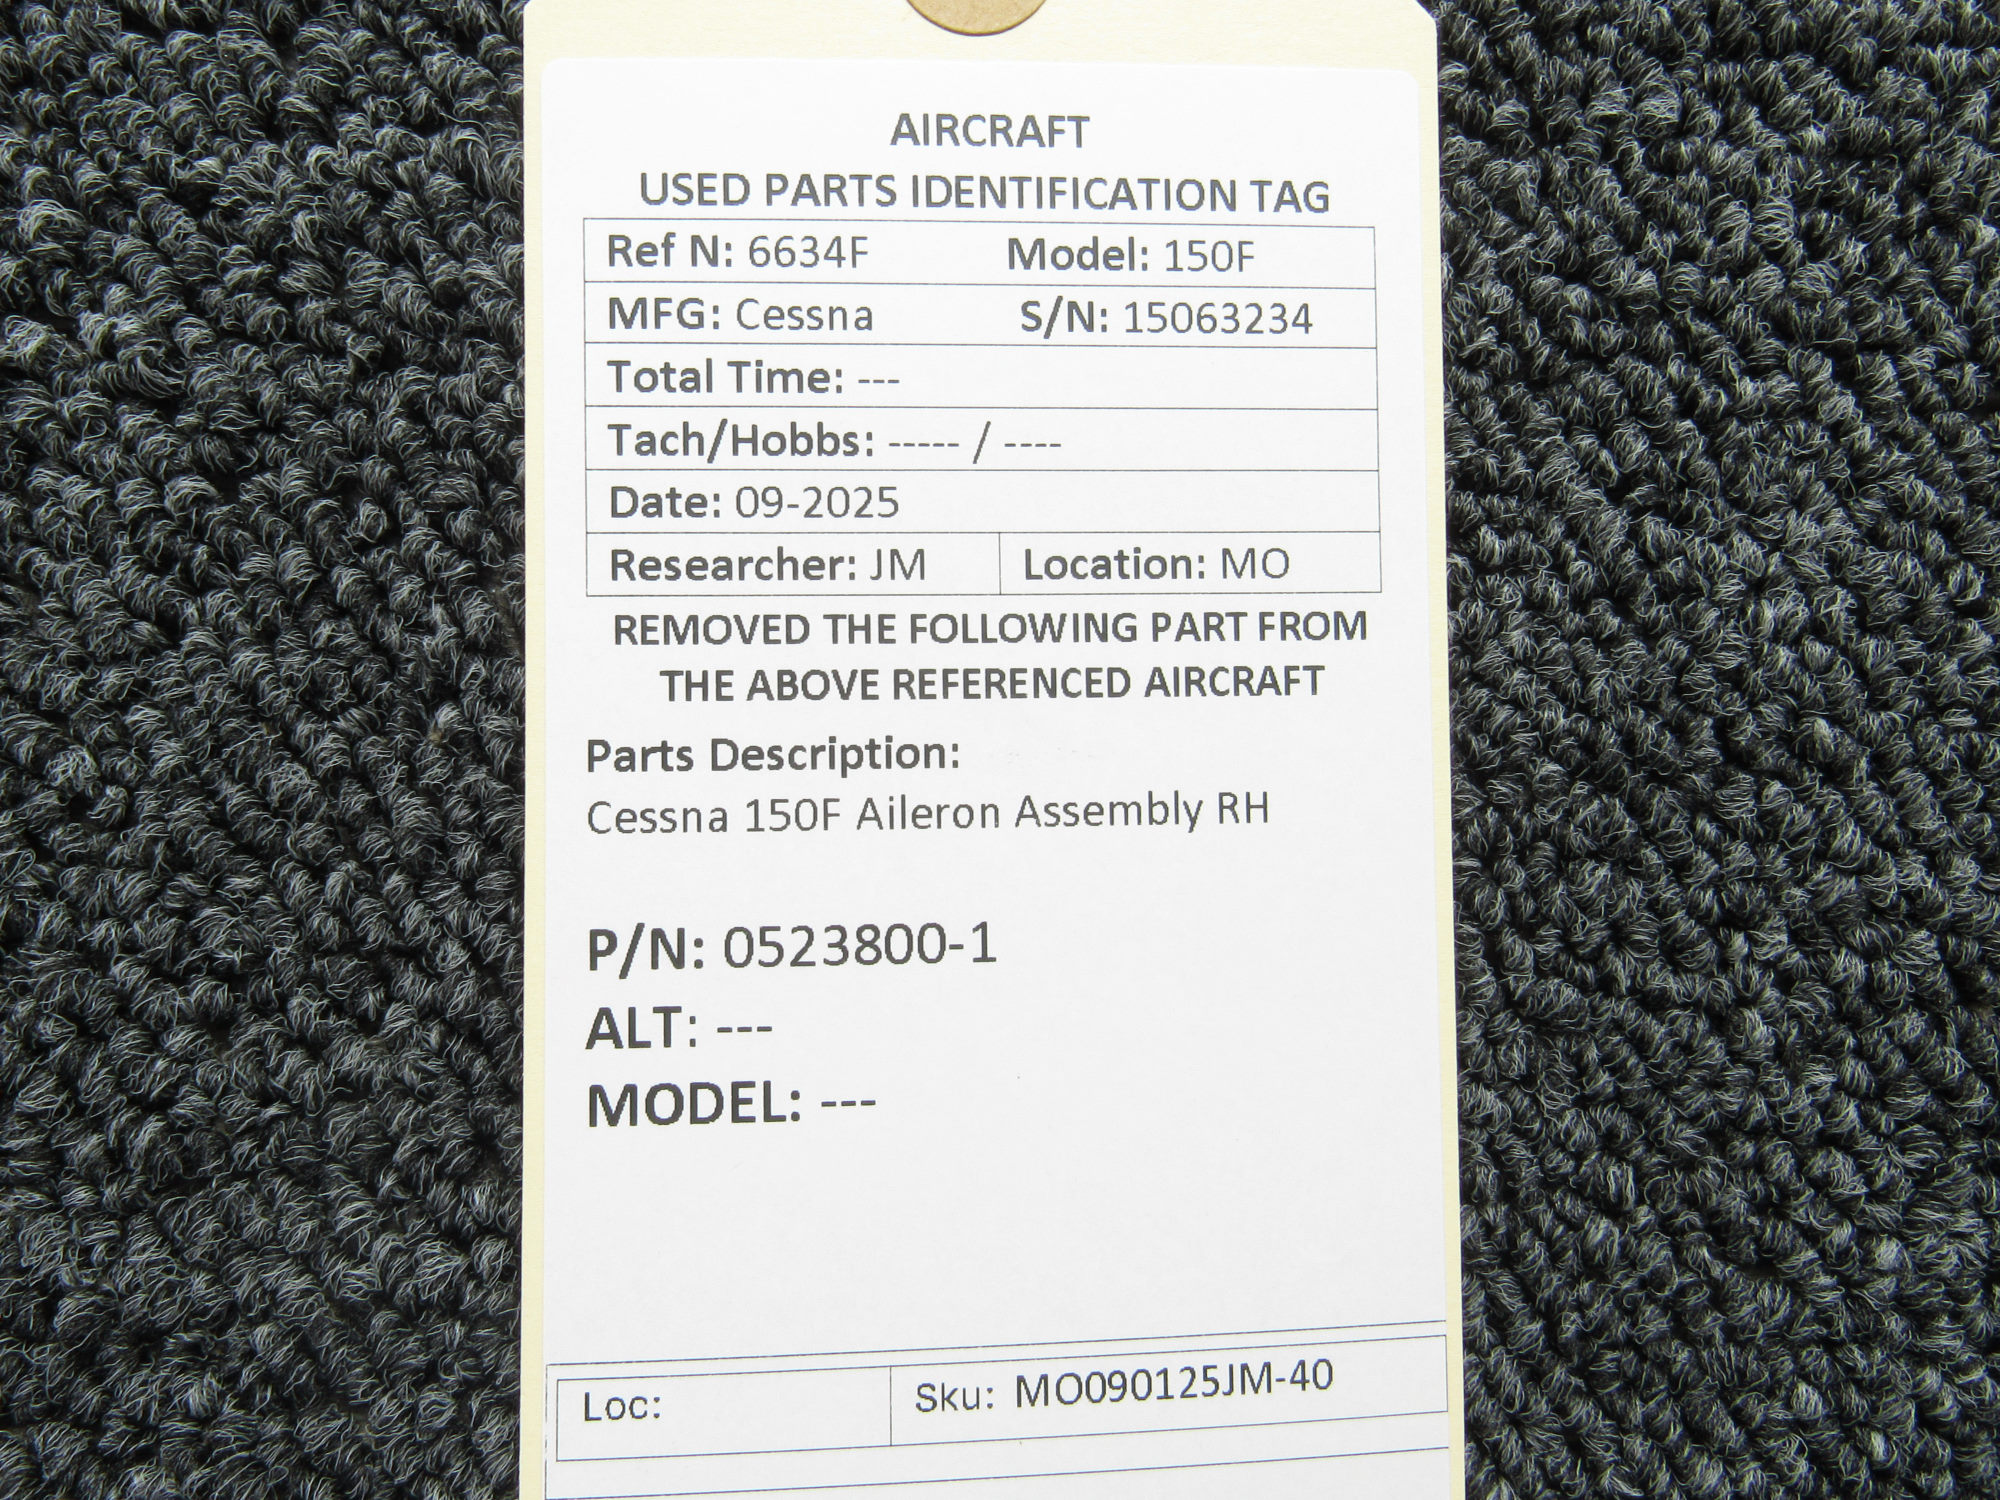 AIRCRAFT
USED PARTS IDENTIFICATION TAG
Ref N: 6634F Model: 150F
MFG: Cessna S/N: 15063234
Total Time: ---
Tach/Hobbs: ----- / ----
Date: 09-2025
Researcher: JM Location: MO
REMOVED THE FOLLOWING PART FROM
THE ABOVE REFERENCED AIRCRAFT
Parts Description:
Cessna 150F Aileron Assembly RH
P/N: 0523800-1
ALT: ---
MODEL: ---
Loc: Sku: MO090125JM-40